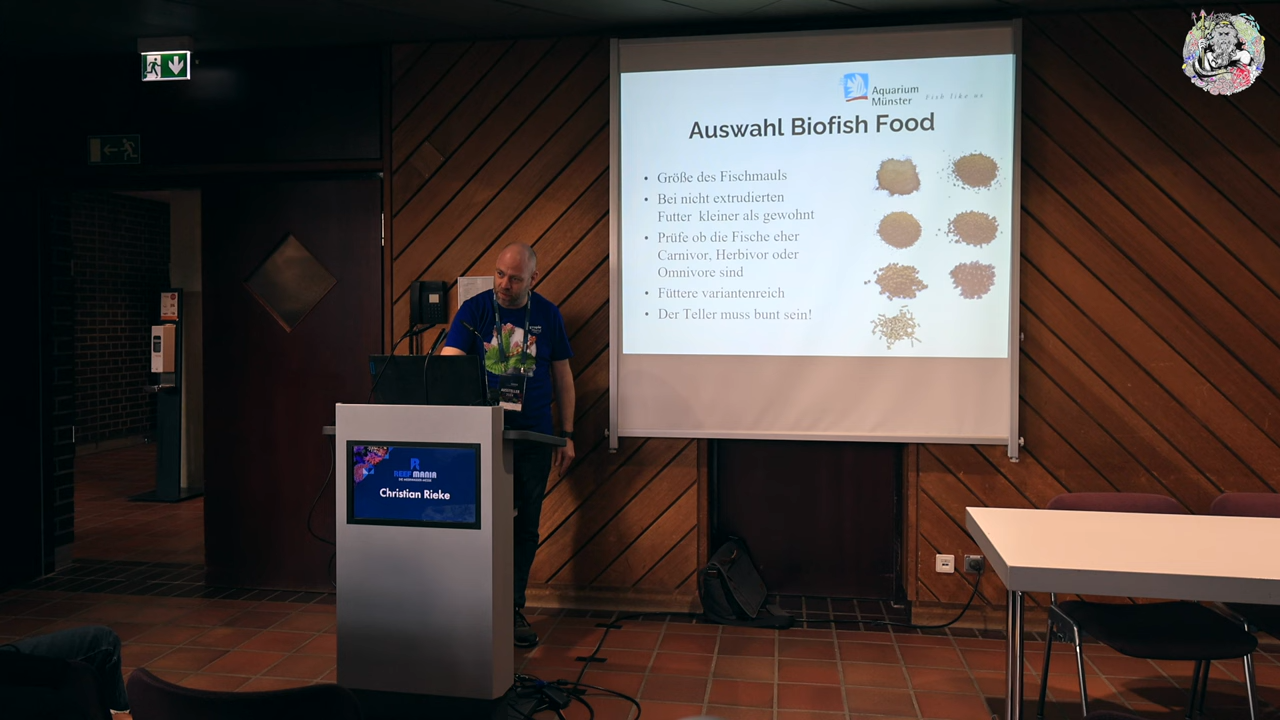 Aquarium
Münster
Fish like us
Auswahl Biofish Food
• Größe des Fischmauls
• Bei nicht extrudierten
Futter kleiner als gewohnt
• Prüfe ob die Fische eher
Carnivor, Herbivor oder
Omnivore sind
• Füttere variantenreich
• Der Teller muss bunt sein!
REEF MANIA
Christian Rieke